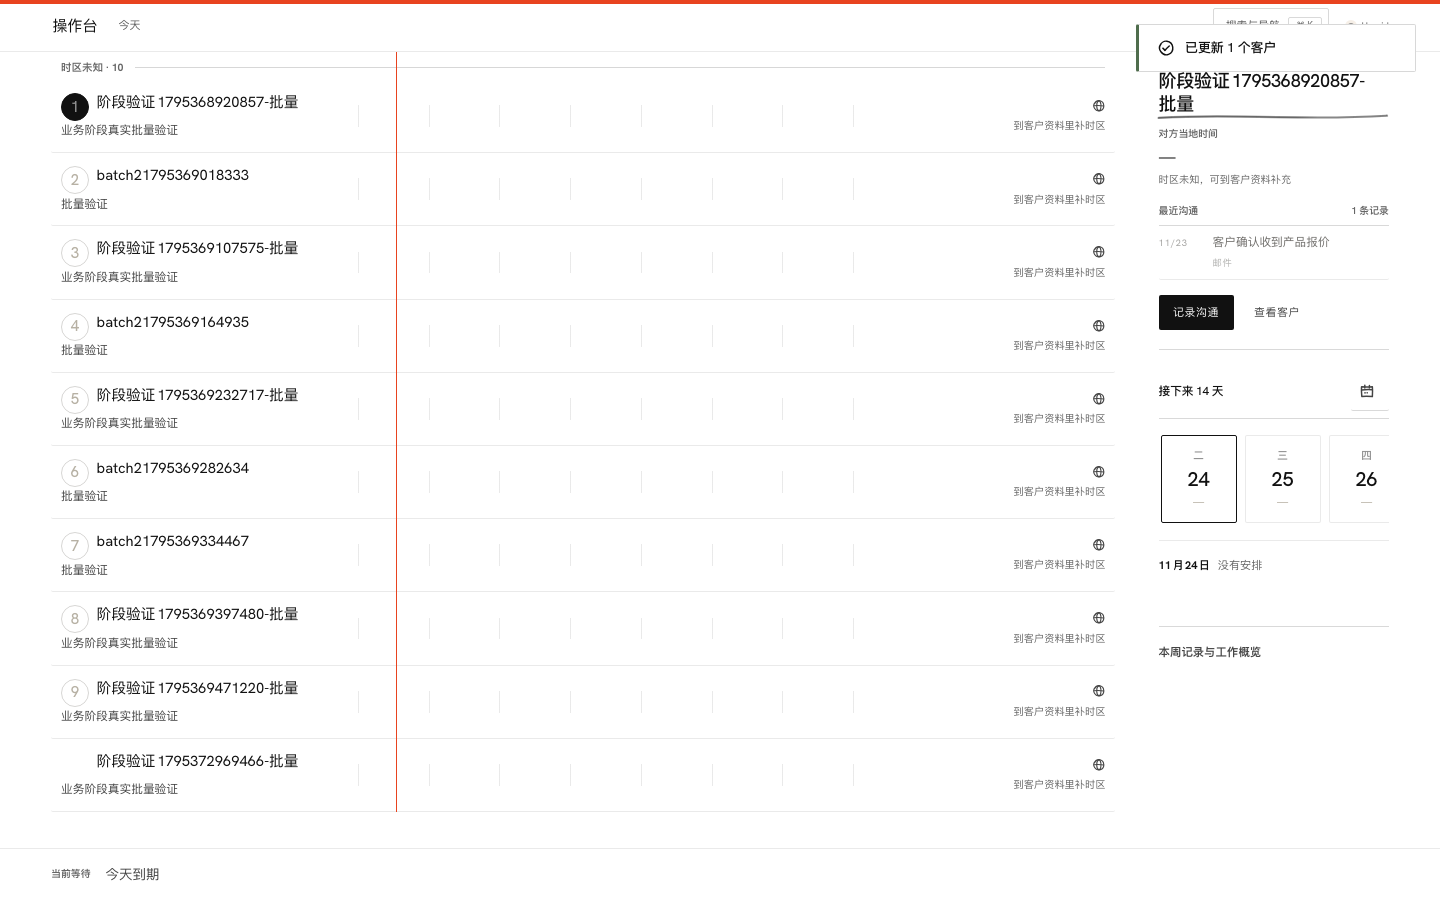 操作台
今天
已更新 1 个客户
时区未知 · 10
1
阶段验证 1795368920857-批量
业务阶段真实批量验证
到客户资料里补时区
2
batch21795369018333
批量验证
到客户资料里补时区
3
阶段验证 1795369107575-批量
业务阶段真实批量验证
到客户资料里补时区
4
batch21795369164935
批量验证
到客户资料里补时区
5
阶段验证 1795369232717-批量
业务阶段真实批量验证
到客户资料里补时区
6
batch21795369282634
批量验证
到客户资料里补时区
7
batch21795369334467
批量验证
到客户资料里补时区
8
阶段验证 1795369397480-批量
业务阶段真实批量验证
到客户资料里补时区
9
阶段验证 1795369471220-批量
业务阶段真实批量验证
到客户资料里补时区
阶段验证 1795372969466-批量
业务阶段真实批量验证
到客户资料里补时区
阶段验证 1795368920857-
批量
对方当地时间
—
时区未知，可到客户资料补充
最近沟通
1 条记录
11/23
客户确认收到产品报价
邮件
记录沟通
查看客户
接下来 14 天
二
24
—
三
25
—
四
26
—
11月24日 没有安排
本周记录与工作概览
当前等待
今天到期